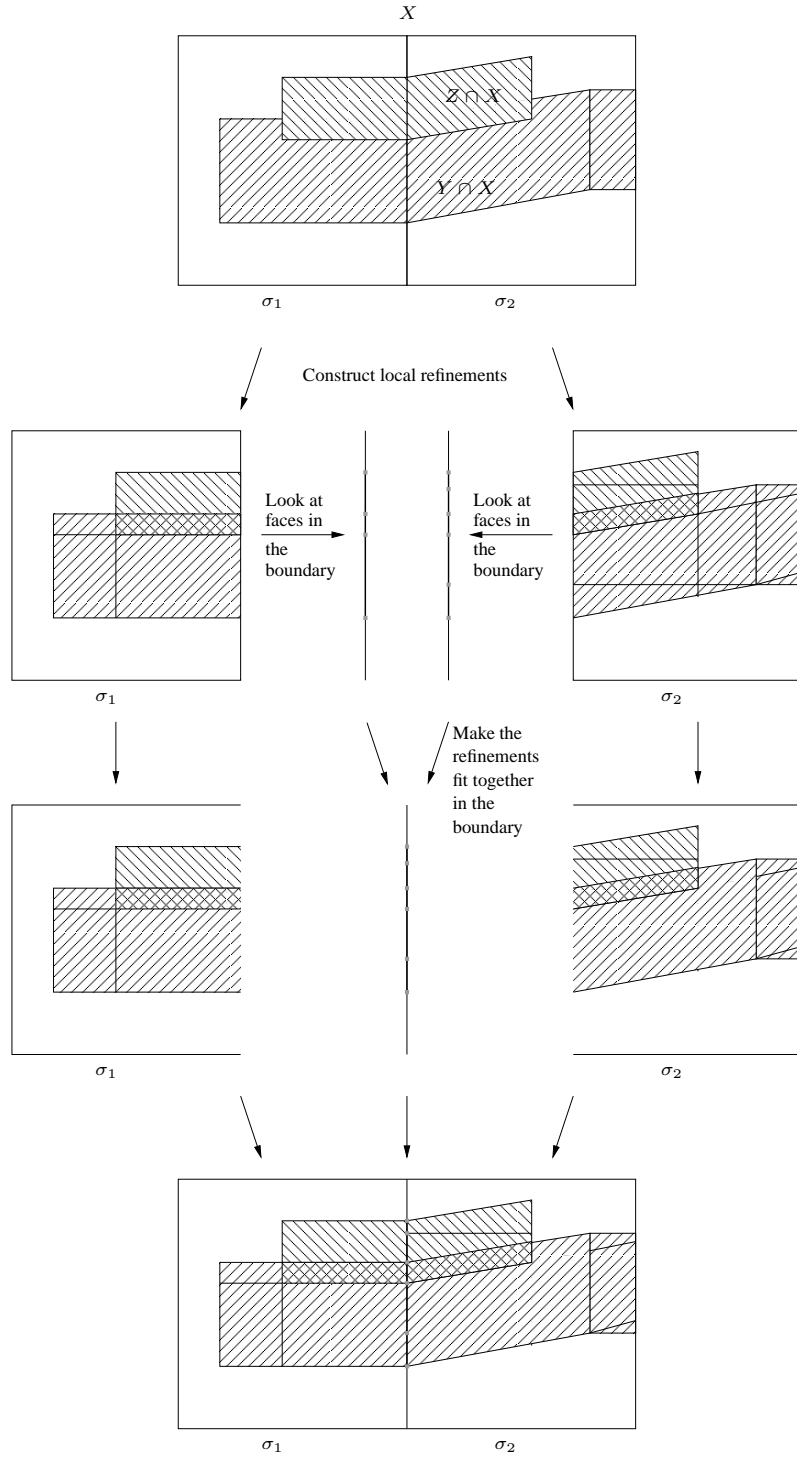 X
Z ∩ X
Y ∩ X
σ₁
σ₂
Construct local refinements
Look at
faces in
the
boundary
Look at
faces in
the
boundary
σ₁
σ₂
Make the
refinements
fit together
in the
boundary
σ₁
σ₂
σ₁
σ₂